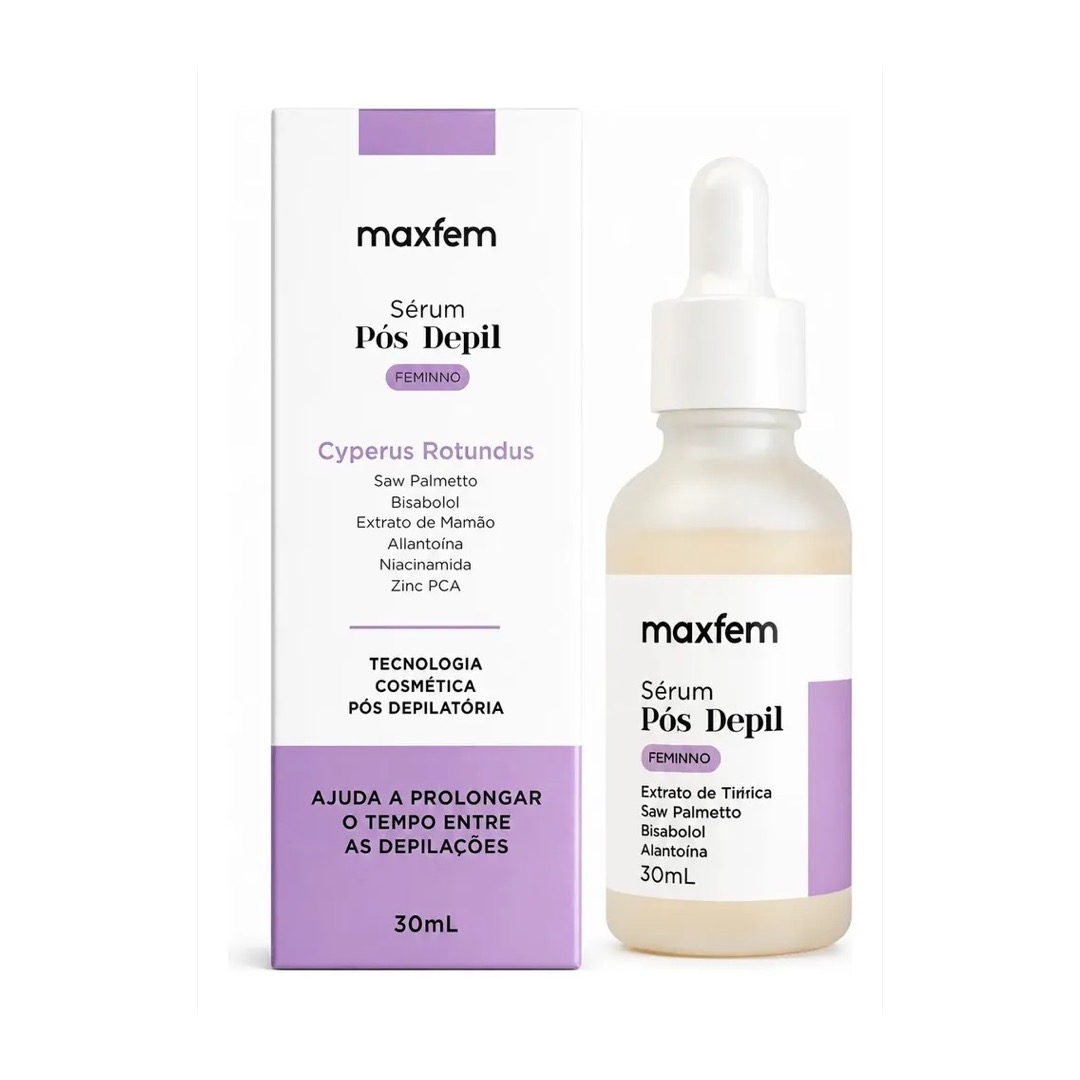 maxfem
Sérum
Pós Depil
FEMINNO
Cyperus Rotundus
Saw Palmetto
Bisabolol
Extrato de Mamão
Allantoína
Niacinamida
Zinc PCA
TECNOLOGIA
COSMÉTICA
PÓS DEPILATÓRIA
AJUDA A PROLONGAR
O TEMPO ENTRE
AS DEPILAÇÕES
30mL
maxfem
Sérum
Pós Depil
FEMINNO
Extrato de
Saw Palmetto
Bisabolol
Alantoína
30mL